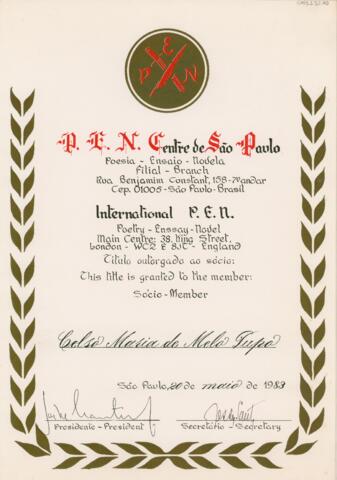 P E N
P. E. N. Centre de São Paulo
Poesia - Ensaio - Novela
Filial - Branch
Rua Benjamim Constant, 158 - 7º andar
Cep. 01005 - São Paulo - Brasil
International P.E.N.
Poetry - Enssay - Novel
Main Centre: 38, King Street,
London - WC2 E 8JT - England
Título outorgado ao sócio:
This title is granted to the member:
Sócio - Member
Celso Maria de Mello Pupo
São Paulo, 20 de maio de 1983
Presidente - President
Secretário - Secretary